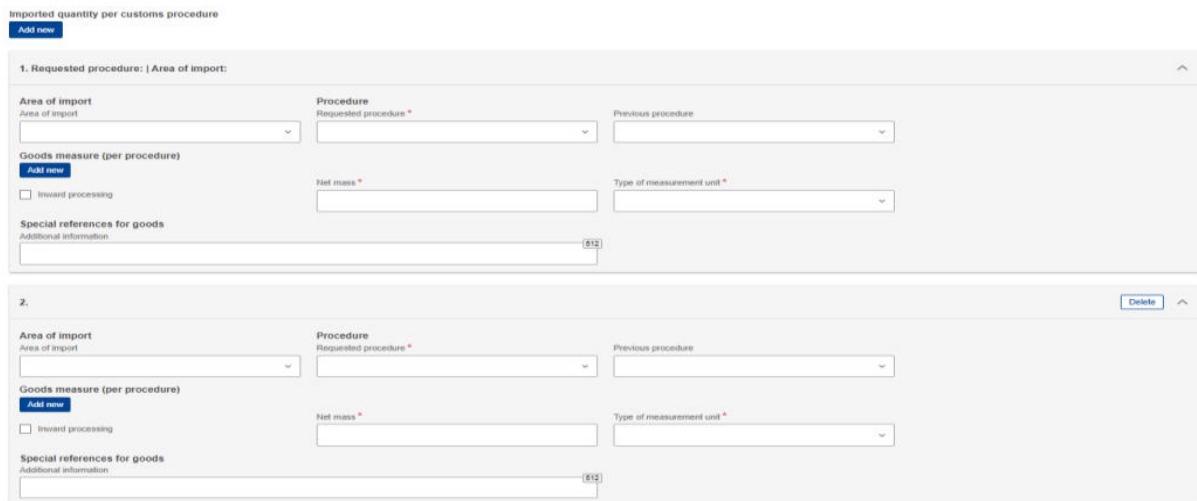 Imported quantity per customs procedure
Add new
1. Requested procedure: | Area of import:
Area of import Procedure
Area of import Requested procedure * Previous procedure
Goods measure (per procedure)
Add new
Net mass * Type of measurement unit *
Inward processing
Special references for goods
Additional information
512
2. Delete
Area of import Procedure
Area of import Requested procedure * Previous procedure
Goods measure (per procedure)
Add new
Net mass * Type of measurement unit *
Inward processing
Special references for goods
Additional information
512